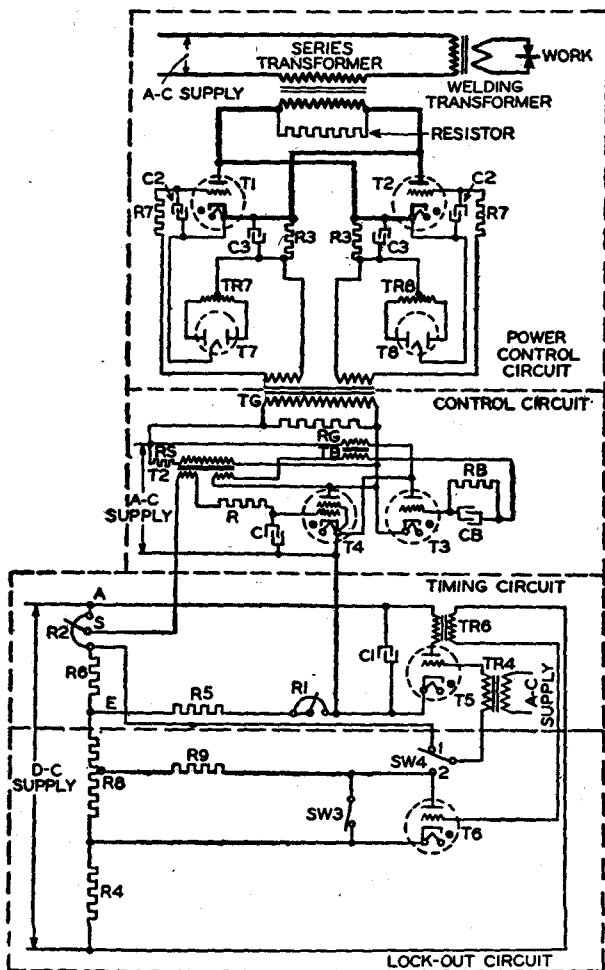 SERIES
TRANSFORMER
WORK
A-C SUPPLY
WELDING
TRANSFORMER
RESISTOR
C2
T1
T2
C2
R7
R7
C3
R3
R3
C3
TR7
TR8
T7
T8
POWER
CONTROL
CIRCUIT
TG
CONTROL CIRCUIT
RG
RS
TB
T2
RB
A-C
SUPPLY
R
C
T4
T3
CB
TIMING CIRCUIT
A
S
R2
TR6
C1
R6
TR4
A-C
SUPPLY
E
R5
R1
T5
1
D-C
SUPPLY
R9
SW4
R8
2
SW3
T6
R4
LOCK-OUT CIRCUIT